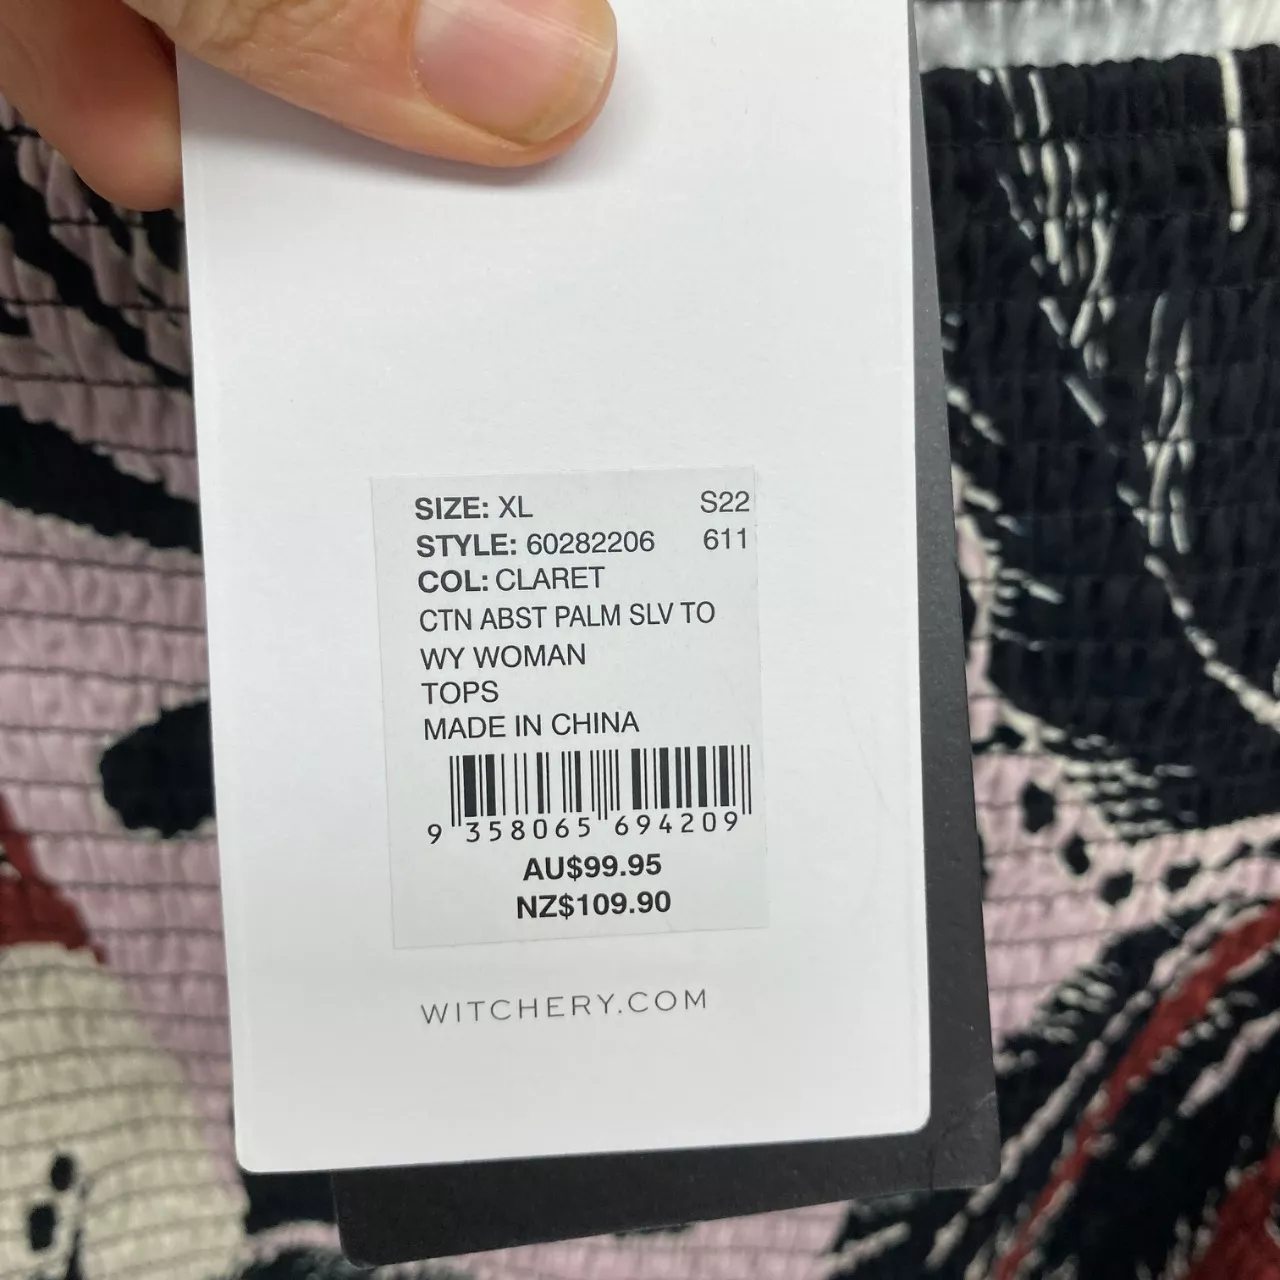 SIZE: XL S22
STYLE: 60282206 611
COL: CLARET
CTN ABST PALM SLV TO
WY WOMAN
TOPS
MADE IN CHINA
9 358065 694209
AU$99.95
NZ$109.90
WITCHERY.COM